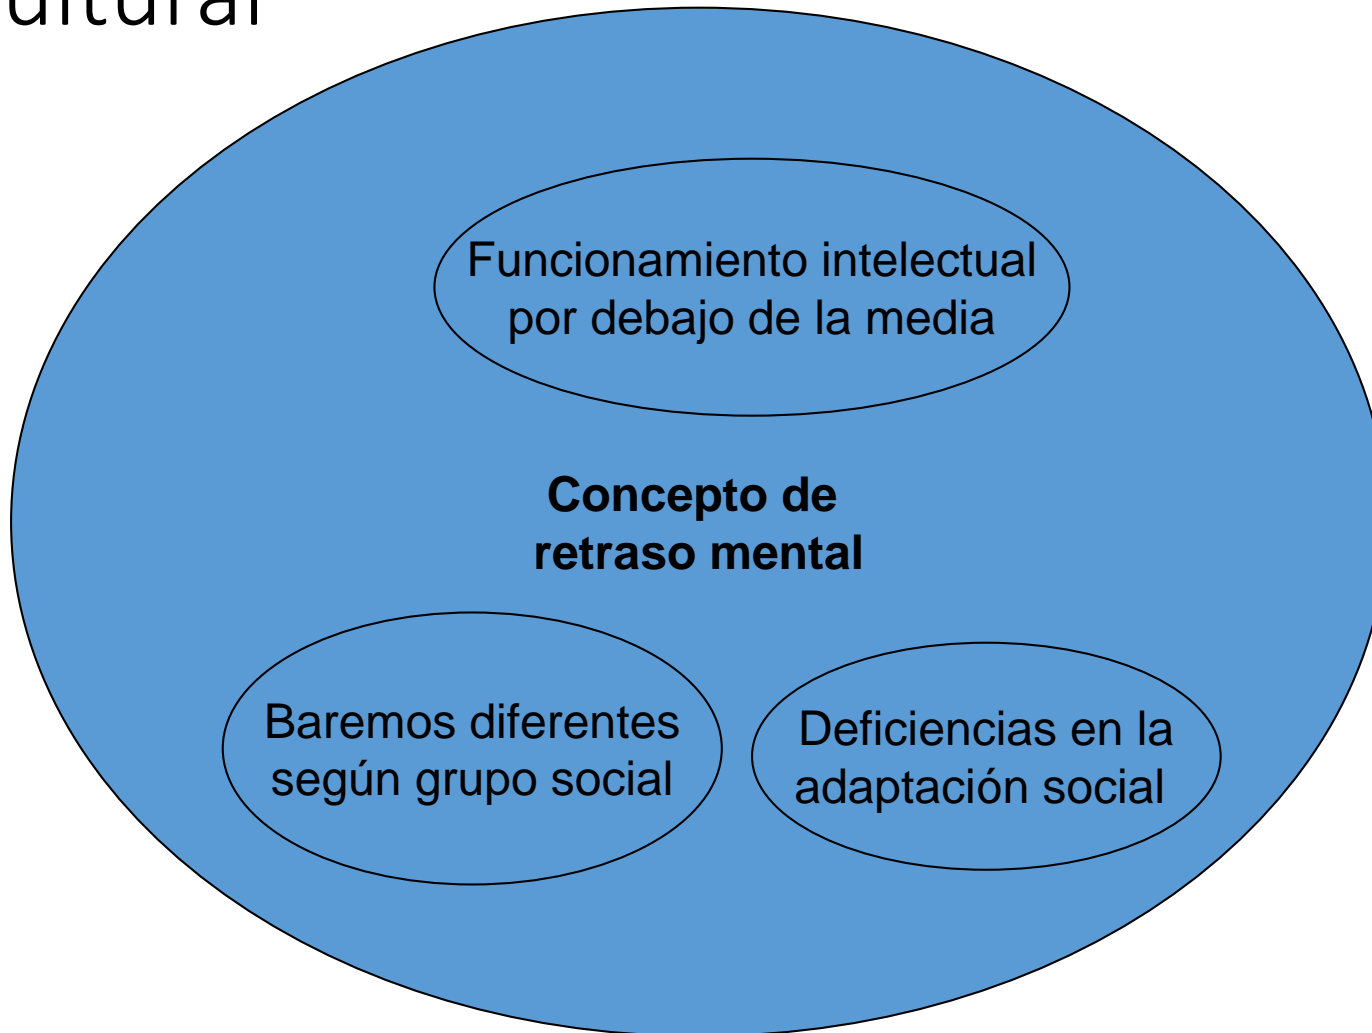 Funcionamiento intelectual
por debajo de la media
Concepto de
retraso mental
Baremos diferentes
según grupo social
Deficiencias en la
adaptación social